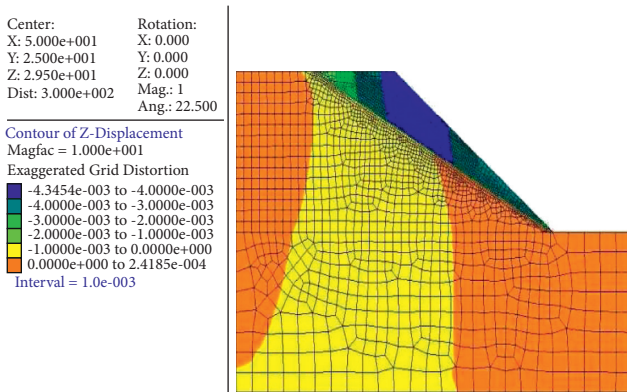 Center:
X: 5.000e+001
Y: 2.500e+001
Z: 2.950e+001
Dist: 3.000e+002
Rotation:
X: 0.000
Y: 0.000
Z: 0.000
Mag.: 1
Ang.: 22.500
Contour of Z-Displacement
Magfac = 1.000e+001
Exaggerated Grid Distortion
-4.3454e-003 to -4.0000e-003
-4.0000e-003 to -3.0000e-003
-3.0000e-003 to -2.0000e-003
-2.0000e-003 to -1.0000e-003
-1.0000e-003 to 0.0000e+000
0.0000e+000 to 2.4185e-004
Interval = 1.0e-003